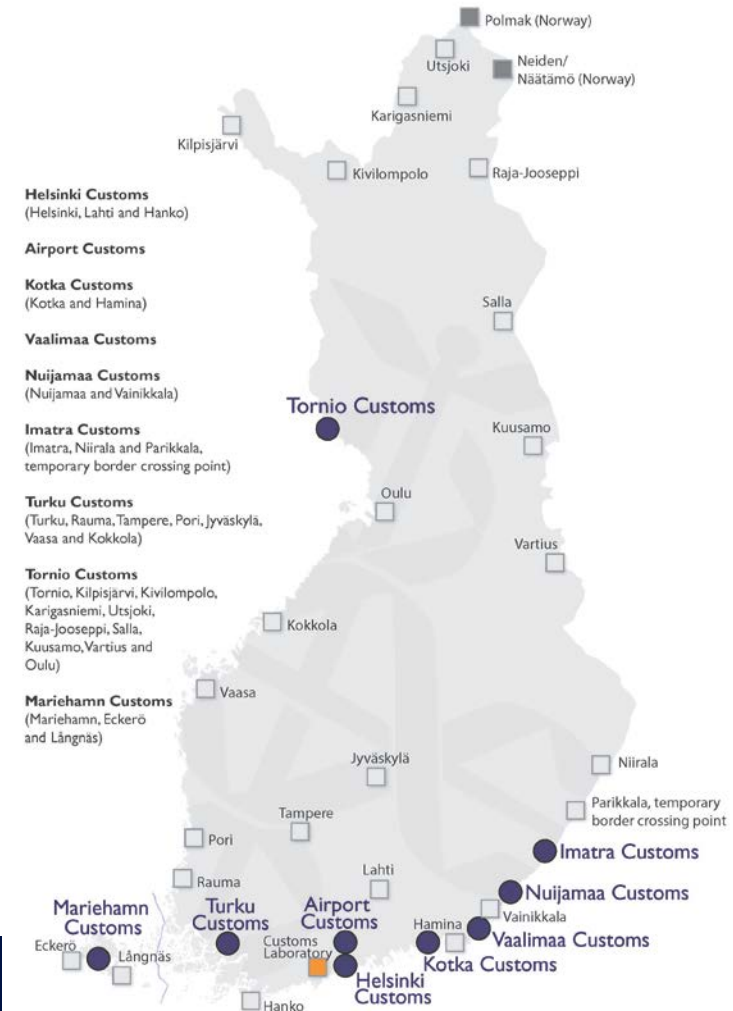 Polmak (Norway)
Utsjoki
Neiden/
Näätämö (Norway)
Karigasniemi
Kilpisjärvi
Kivilompolo
Raja-Jooseppi
Helsinki Customs
(Helsinki, Lahti and Hanko)
Airport Customs
Kotka Customs
(Kotka and Hamina)
Vaalimaa Customs
Nuijamaa Customs
(Nuijamaa and Vainikkala)
Imatra Customs
(Imatra, Niirala and Parikkala,
temporary border crossing point)
Turku Customs
(Turku, Rauma, Tampere, Pori, Jyväskylä,
Vaasa and Kokkola)
Tornio Customs
(Tornio, Kilpisjärvi, Kivilompolo,
Karigasniemi, Utsjoki,
Raja-Jooseppi, Salla,
Kuusamo, Vartius and
Oulu)
Mariehamn Customs
(Mariehamn, Eckerö
and Långnäs)
Salla
Tornio Customs
Kuusamo
Oulu
Vartius
Kokkola
Vaasa
Jyväskylä
Niirala
Parikkala, temporary
border crossing point
Tampere
Pori
Imatra Customs
Lahti
Rauma
Nuijamaa Customs
Vainikkala
Mariehamn
Customs
Turku
Customs
Airport
Customs
Hamina
Vaalimaa Customs
Eckerö
Långnäs
Customs
Laboratory
Kotka Customs
Helsinki
Customs
Hanko